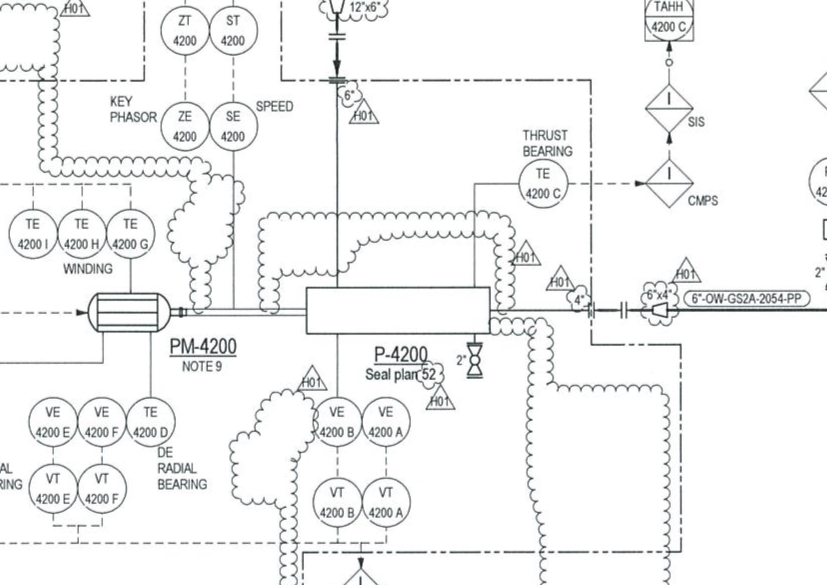 H01
ZT
4200
ST
4200
12"x6"
TAHH
4200 C
6"
H01
KEY
PHASOR
ZE
4200
SE
4200
SPEED
I
SIS
THRUST
BEARING
TE
4200 C
I
CMPS
TE
4200 I
TE
4200 H
TE
4200 G
WINDING
H01
H01
4"
6"x4"
H01
6"-OW-GS2A-2054-PP
2"
PM-4200
NOTE 9
P-4200
Seal plan 52
2"
H01
H01
VE
4200 E
VE
4200 F
TE
4200 D
VE
4200 B
VE
4200 A
DE
RADIAL
BEARING
VT
4200 E
VT
4200 F
VT
4200 B
VT
4200 A
I